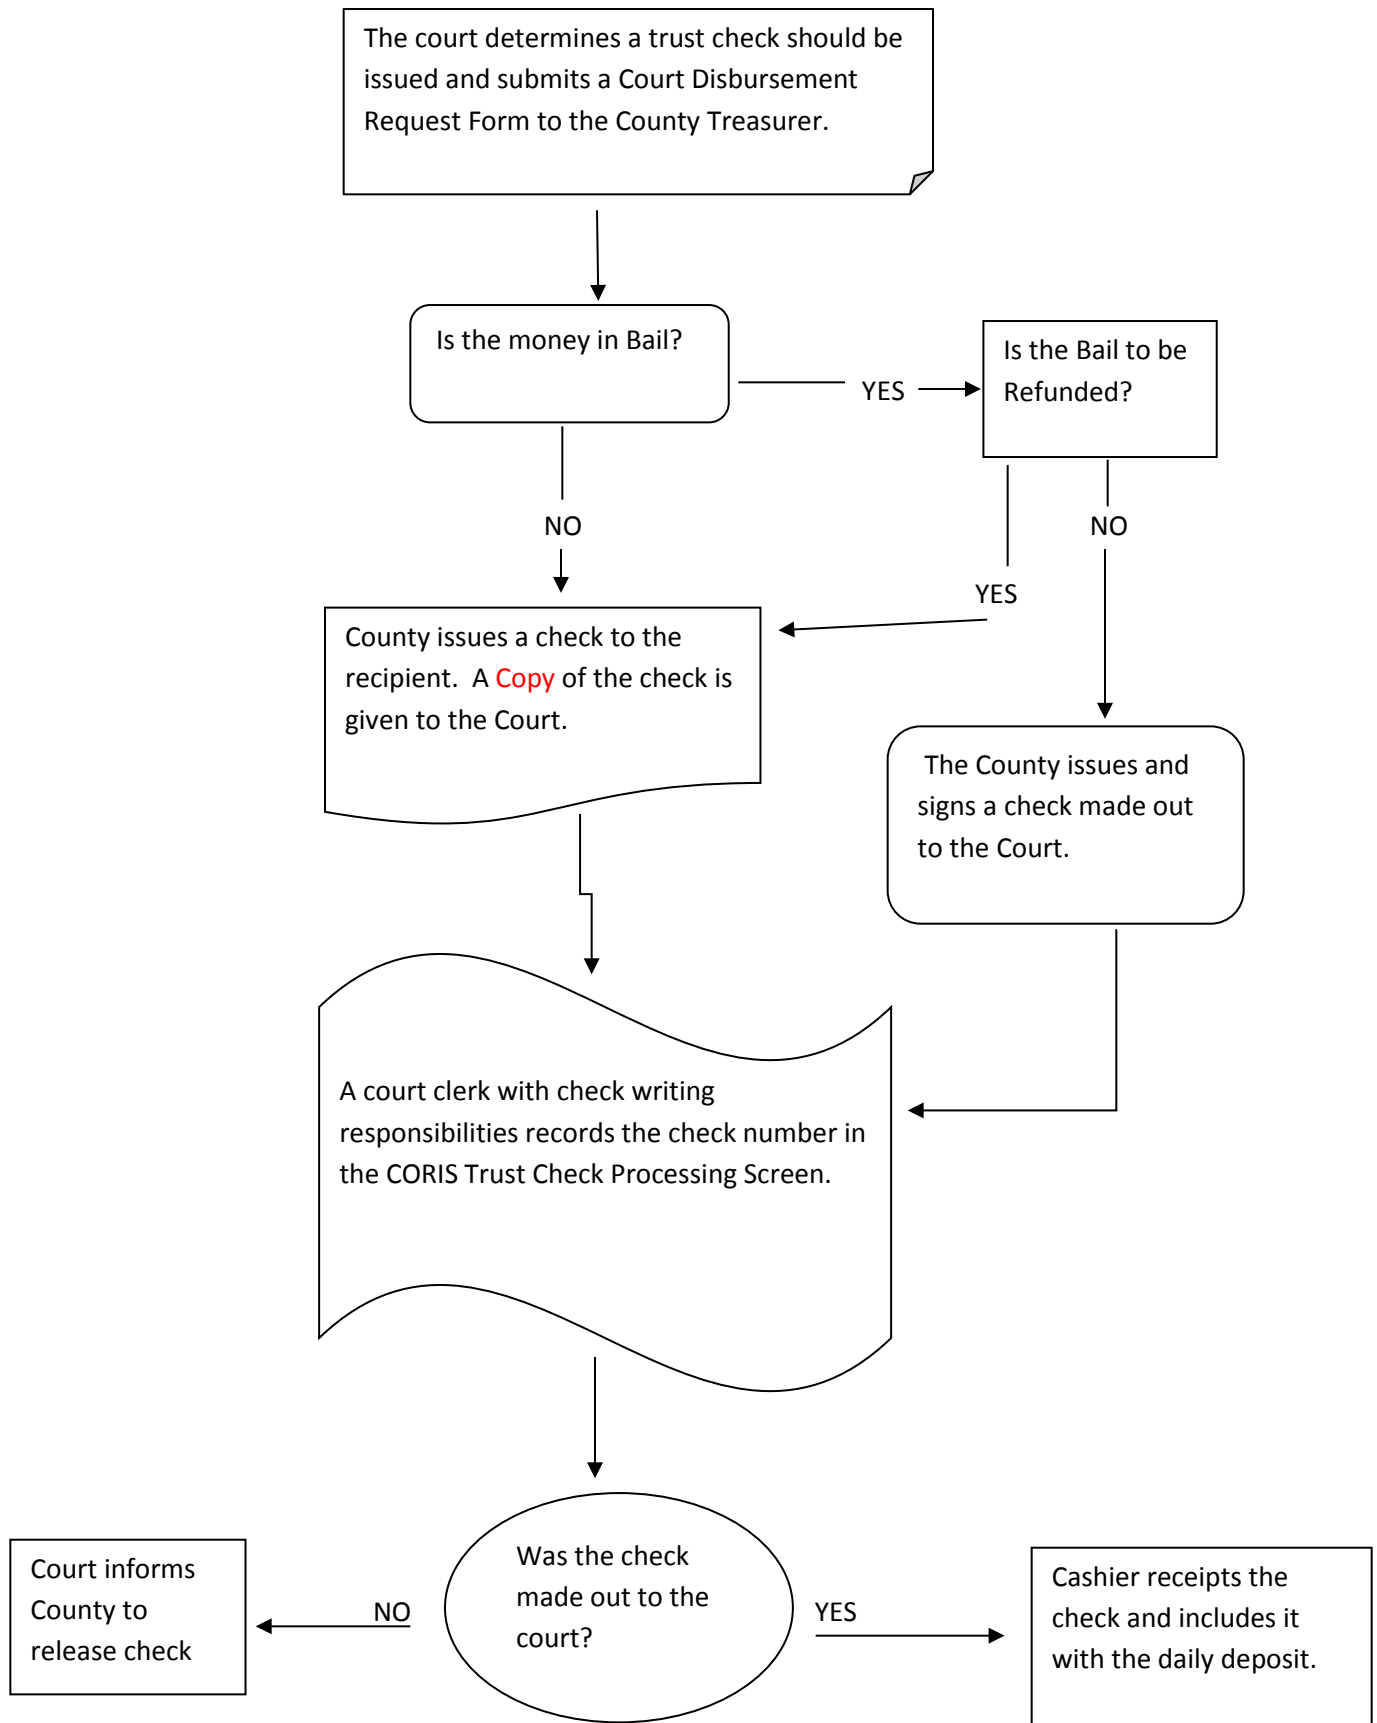 The court determines a trust check should be
issued and submits a Court Disbursement
Request Form to the County Treasurer.
Is the money in Bail?
YES
Is the Bail to be
Refunded?
NO
NO
YES
County issues a check to the
recipient.  A Copy of the check is
given to the Court.
The County issues and
signs a check made out
to the Court.
A court clerk with check writing
responsibilities records the check number in
the CORIS Trust Check Processing Screen.
Was the check
made out to the
court?
NO
Court informs
County to
release check
YES
Cashier receipts the
check and includes it
with the daily deposit.